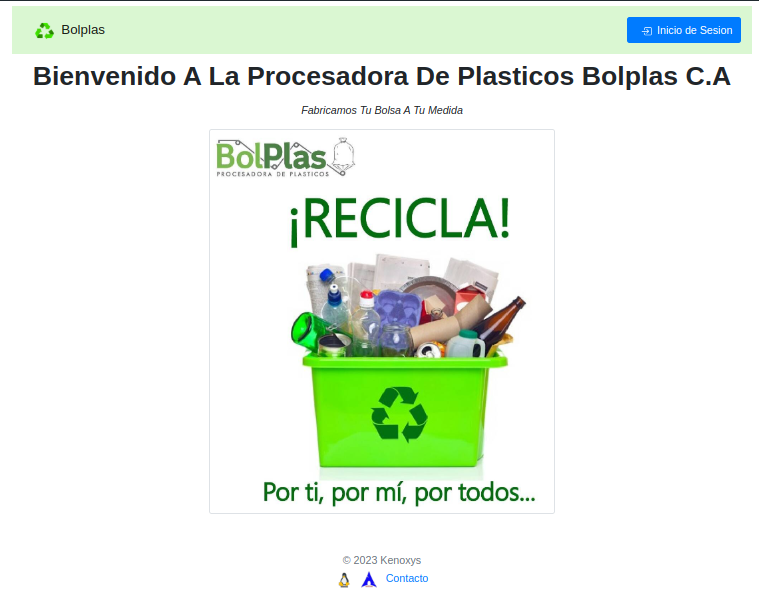 Bolplas
Inicio de Sesion
Bienvenido A La Procesadora De Plasticos Bolplas C.A
Fabricamos Tu Bolsa A Tu Medida
BolPlas
PROCESADORA DE PLASTICOS
¡RECICLA!
Por ti, por mí, por todos...
© 2023 Kenoxys
Contacto